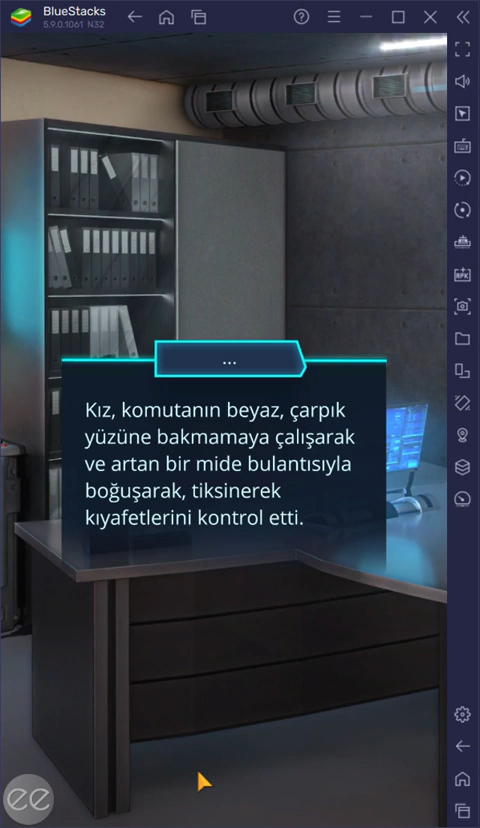 BlueStacks
5.9.0.1061 N32
...
Kız, komutanın beyaz, çarpık
yüzüne bakmamaya çalışarak
ve artan bir mide bulantısıyla
boğuşarak, tiksinerek
kıyafetlerini kontrol etti.
ee